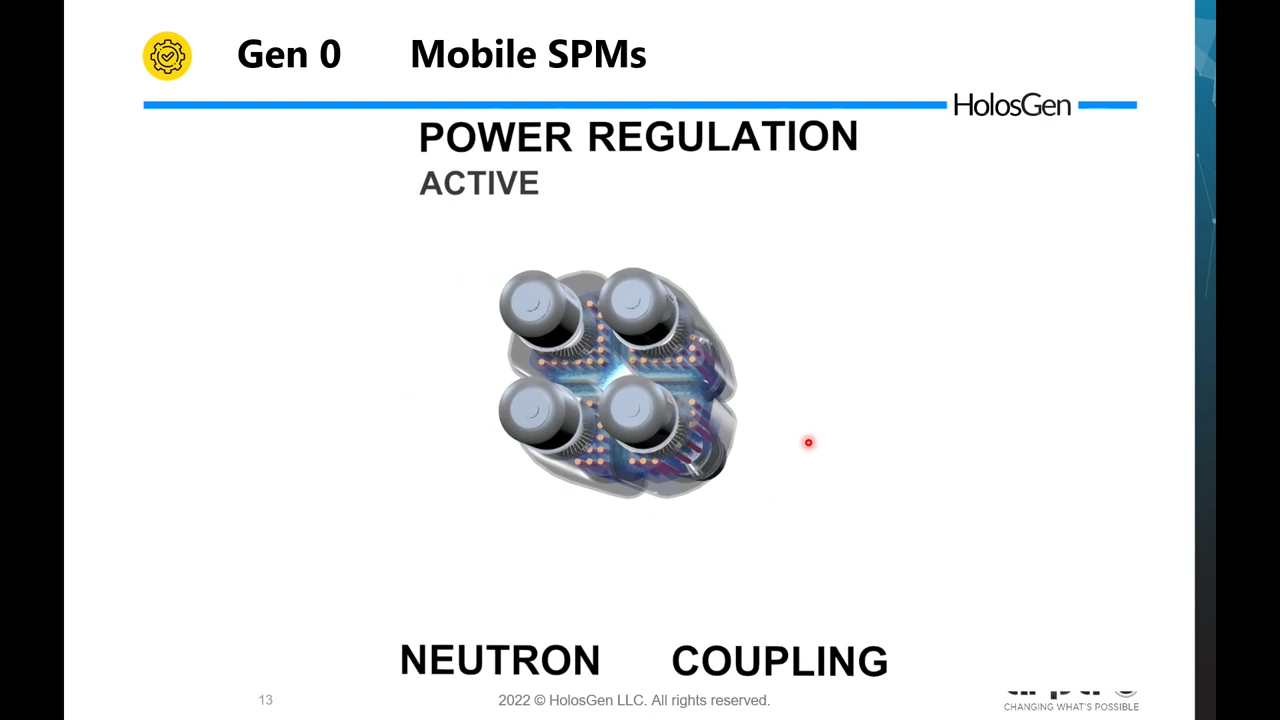 Gen 0 Mobile SPMs
HolosGen
POWER REGULATION
ACTIVE
NEUTRON COUPLING
13
2022 © HolosGen LLC. All rights reserved.
CHANGING WHAT'S POSSIBLE